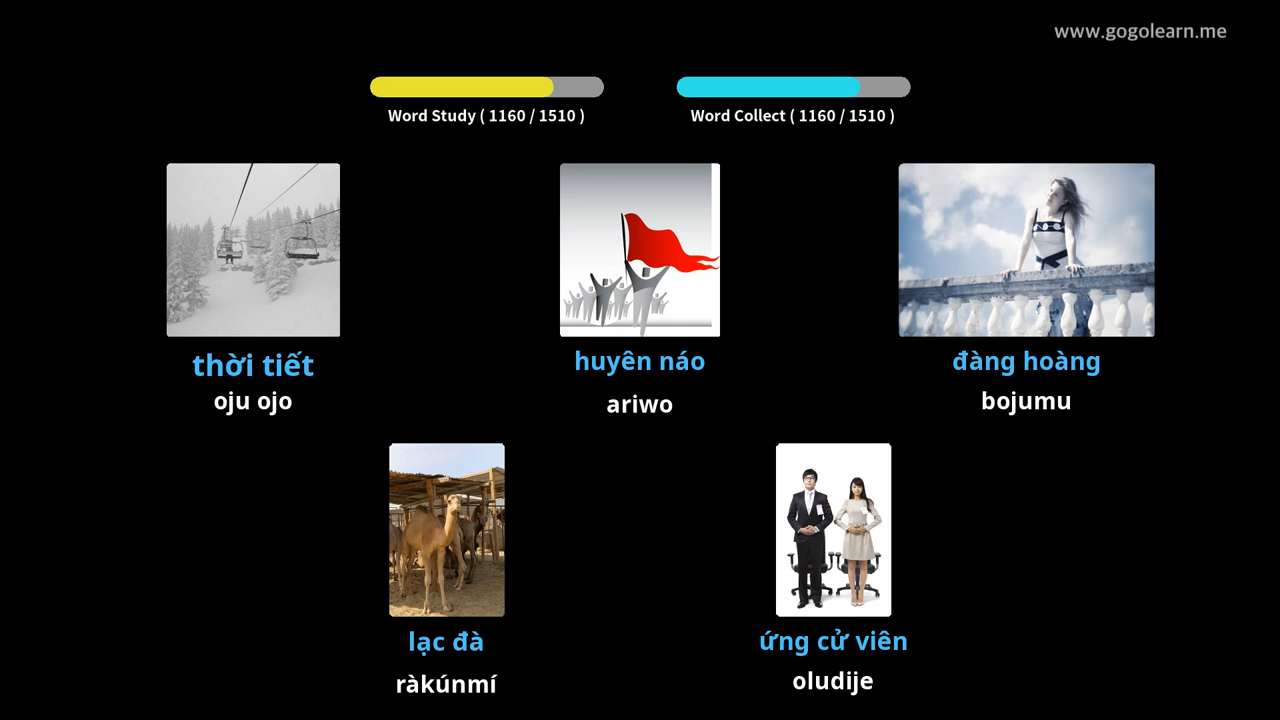 www.gogolearn.me
Word Study ( 1160 / 1510 )
Word Collect ( 1160 / 1510 )
thời tiết
oju ojo
huyên náo
ariwo
đàng hoàng
bojumu
lạc đà
ràkúnmí
ứng cử viên
oludije